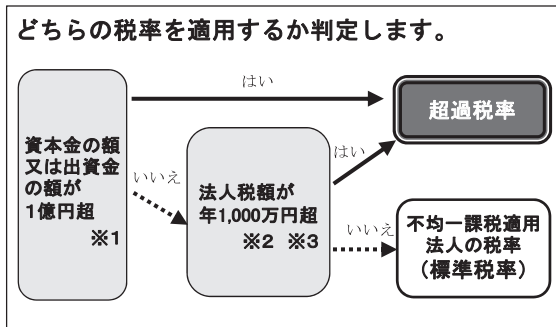 どちらの税率を適用するか判定します。
はい
超過税率
資本金の額
又は出資金
の額が
1億円超
※1
いいえ
法人税額が
年1,000万円超
※2 ※3
はい
いいえ
不均一課税適用
法人の税率
(標準税率)